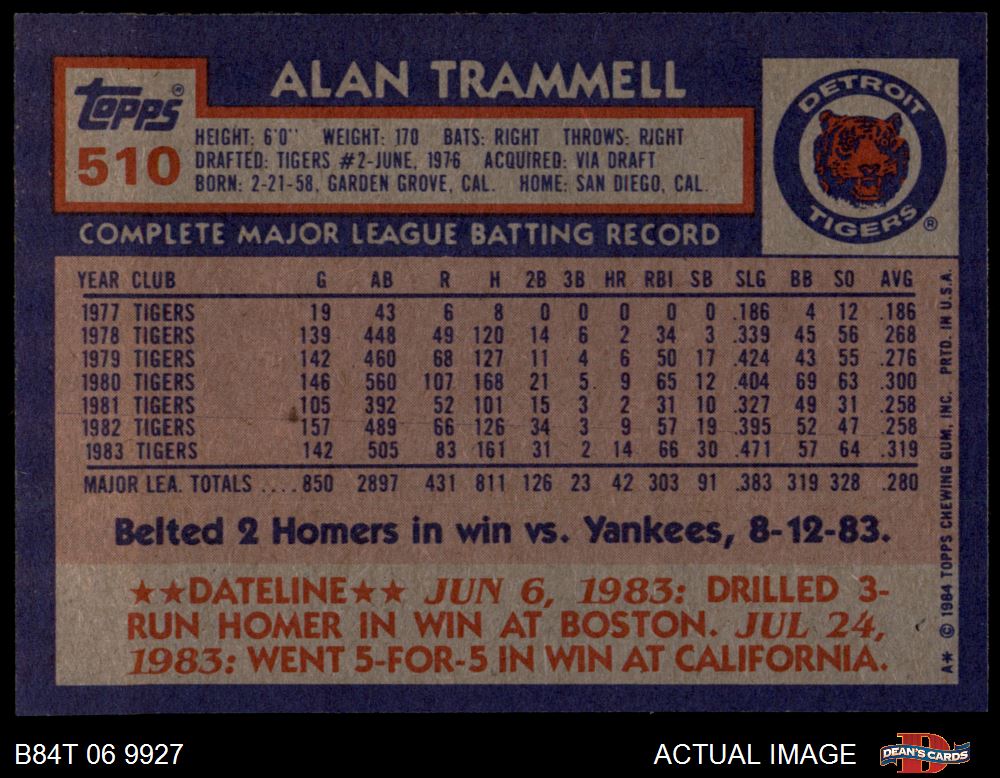 ALAN TRAMMELL
Topps®
510
HEIGHT: 6'0" WEIGHT: 170 BATS: RIGHT THROWS: RIGHT
DRAFTED: TIGERS #2-JUNE, 1976 ACQUIRED: VIA DRAFT
BORN: 2-21-58, GARDEN GROVE, CAL. HOME: SAN DIEGO, CAL.
DETROIT
TIGERS ®
COMPLETE MAJOR LEAGUE BATTING RECORD
YEAR CLUB G AB R H 2B 3B HR RBI SB SLG BB SO AVG
1977 TIGERS 19 43 6 8 0 0 0 0 0 .186 4 12 .186
1978 TIGERS 139 448 49 120 14 6 2 34 3 .339 45 56 .268
1979 TIGERS 142 460 68 127 11 4 6 50 17 .424 43 55 .276
1980 TIGERS 146 560 107 168 21 5 9 65 12 .404 69 63 .300
1981 TIGERS 105 392 52 101 15 3 2 31 10 .327 49 31 .258
1982 TIGERS 157 489 66 126 34 3 9 57 19 .395 52 47 .258
1983 TIGERS 142 505 83 161 31 2 14 66 30 .471 57 64 .319
MAJOR LEA. TOTALS ....850 2897 431 811 126 23 42 303 91 .383 319 328 .280
Belted 2 Homers in win vs. Yankees, 8-12-83.
★★DATELINE★★ JUN 6, 1983: DRILLED 3-
RUN HOMER IN WIN AT BOSTON. JUL 24,
1983: WENT 5-FOR-5 IN WIN AT CALIFORNIA.
A* © 1984 TOPPS CHEWING GUM, INC. PRTD. IN U.S.A.
B84T 06 9927
ACTUAL IMAGE
DEAN'S CARDS